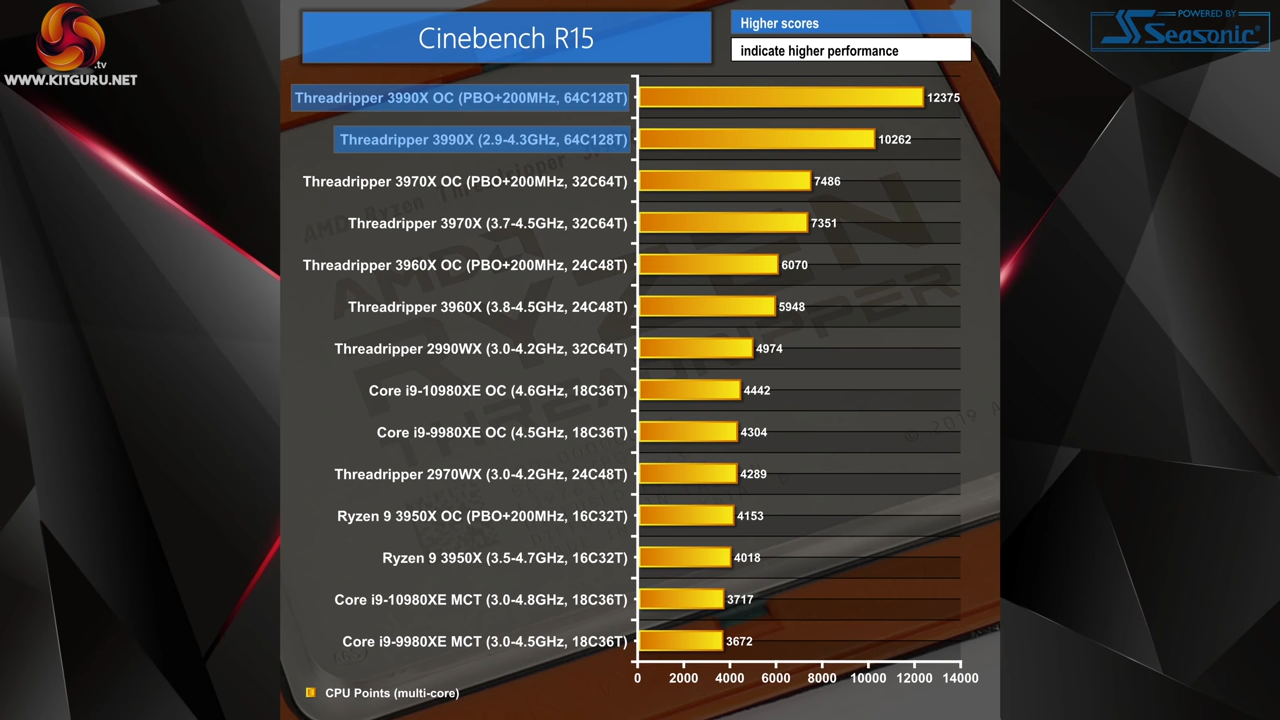 .tv
WWW.KITGURU.NET
Cinebench R15
Higher scores
indicate higher performance
POWERED BY
Seasonic
Threadripper 3990X OC (PBO+200MHz, 64C128T) 12375
Threadripper 3990X (2.9-4.3GHz, 64C128T) 10262
Threadripper 3970X OC (PBO+200MHz, 32C64T) 7486
Threadripper 3970X (3.7-4.5GHz, 32C64T) 7351
Threadripper 3960X OC (PBO+200MHz, 24C48T) 6070
Threadripper 3960X (3.8-4.5GHz, 24C48T) 5948
Threadripper 2990WX (3.0-4.2GHz, 32C64T) 4974
Core i9-10980XE OC (4.6GHz, 18C36T) 4442
Core i9-9980XE OC (4.5GHz, 18C36T) 4304
Threadripper 2970WX (3.0-4.2GHz, 24C48T) 4289
Ryzen 9 3950X OC (PBO+200MHz, 16C32T) 4153
Ryzen 9 3950X (3.5-4.7GHz, 16C32T) 4018
Core i9-10980XE MCT (3.0-4.8GHz, 18C36T) 3717
Core i9-9980XE MCT (3.0-4.5GHz, 18C36T) 3672
0 2000 4000 6000 8000 10000 12000 14000
CPU Points (multi-core)
AMD Ryzen Threadripper
AMD
RYZEN
THREADRIPPER
© 2019